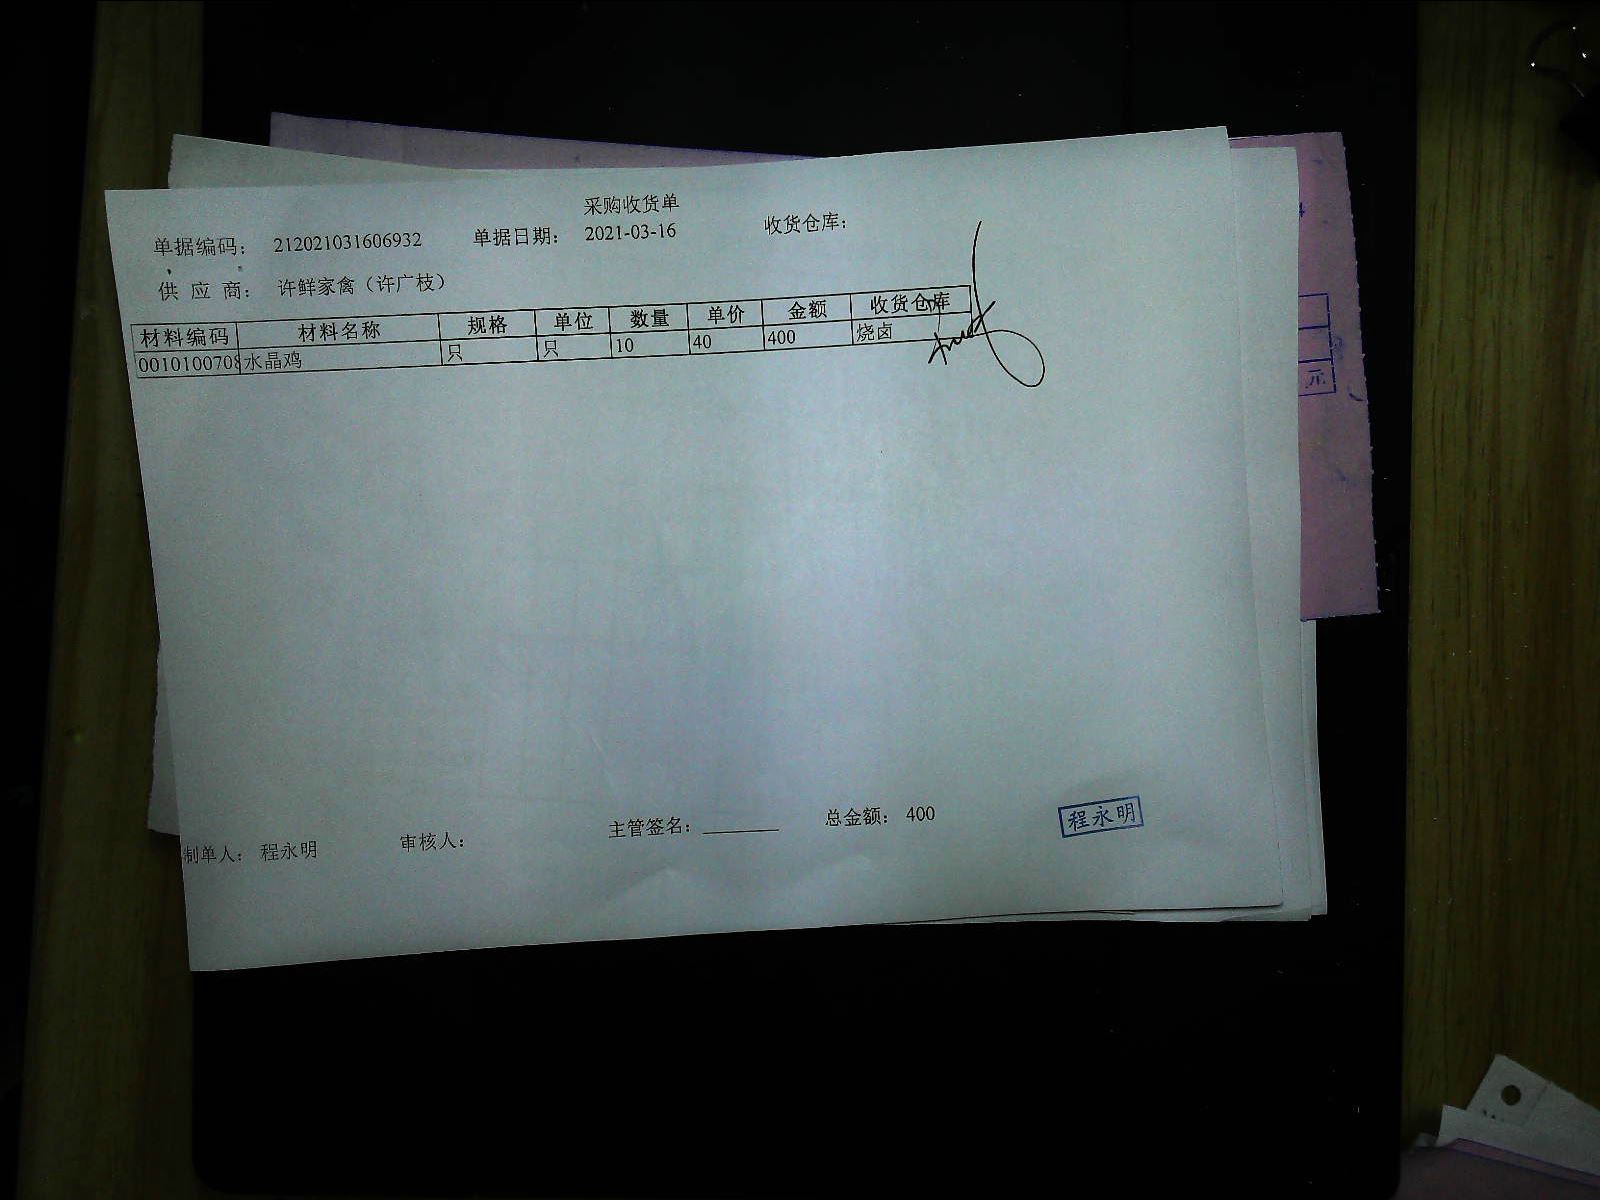 采购收货单
单据编码: 212021031606932 单据日期: 2021-03-16 收货仓库:
供 应 商: 许鲜家禽（许广枝）
材料编码 材料名称 规格 单位 数量 单价 金额 收货仓库
0010100708 水晶鸡 只 只 10 40 400 烧卤
元
制单人: 程永明 审核人: 主管签名: 总金额: 400
程永明